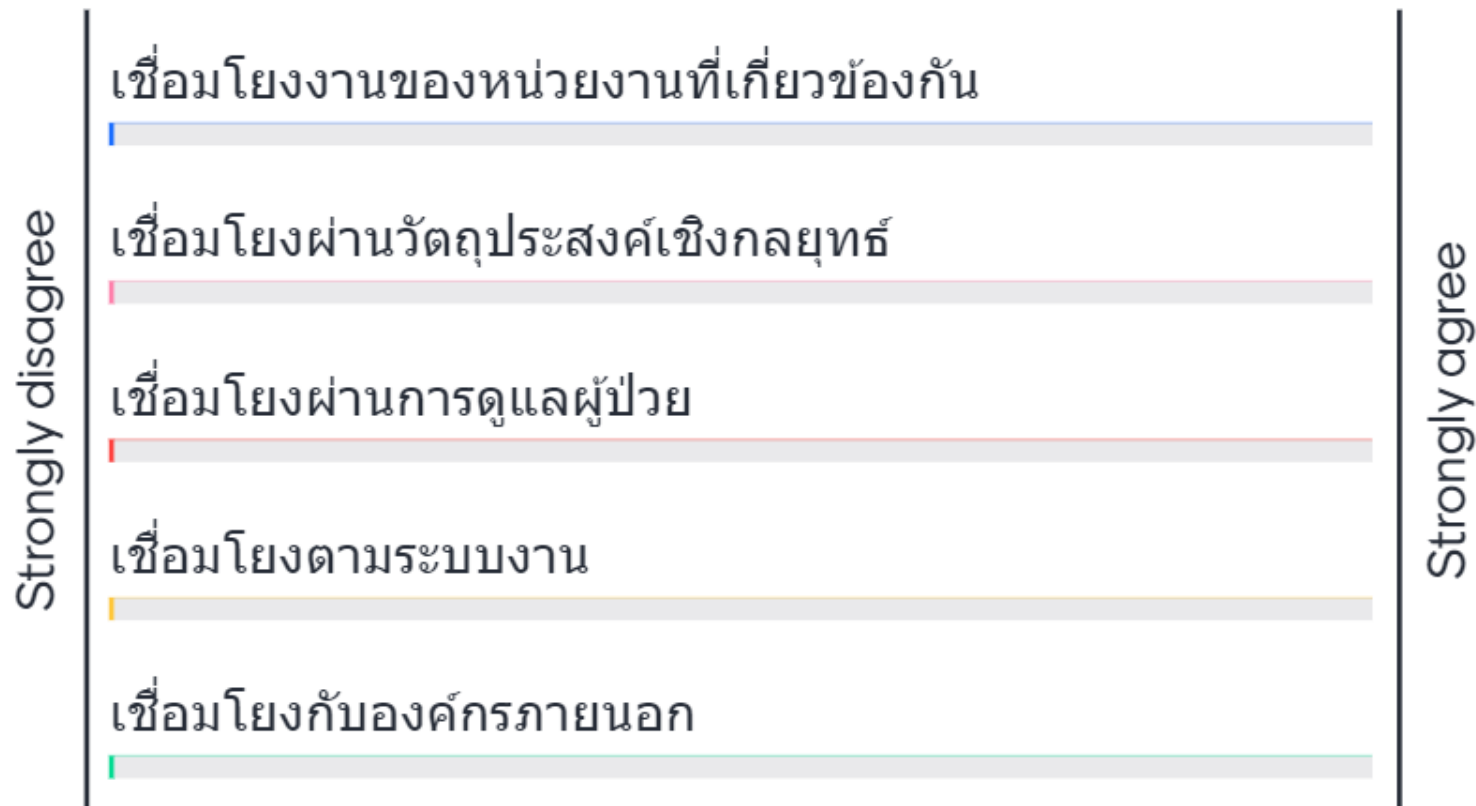 Strongly disagree
เชื่อมโยงงานของหน่วยงานที่เกี่ยวข้องกัน
เชื่อมโยงผ่านวัตถุประสงค์เชิงกลยุทธ์
เชื่อมโยงผ่านการดูแลผู้ป่วย
เชื่อมโยงตามระบบงาน
เชื่อมโยงกับองค์กรภายนอก
Strongly agree